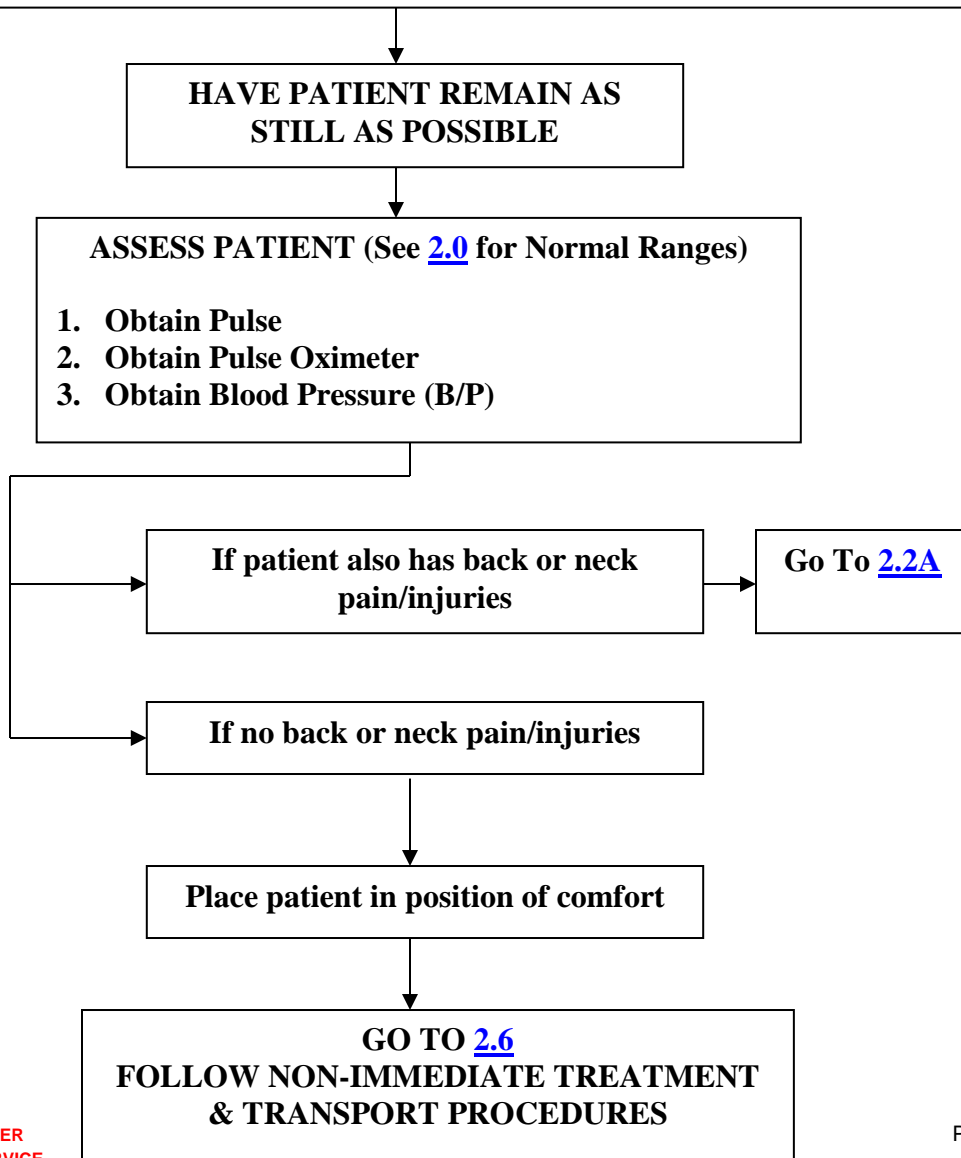 HAVE PATIENT REMAIN AS
STILL AS POSSIBLE
ASSESS PATIENT (See 2.0 for Normal Ranges)
1. Obtain Pulse
2. Obtain Pulse Oximeter
3. Obtain Blood Pressure (B/P)
If patient also has back or neck
pain/injuries
Go To 2.2A
If no back or neck pain/injuries
Place patient in position of comfort
GO TO 2.6
FOLLOW NON-IMMEDIATE TREATMENT
& TRANSPORT PROCEDURES